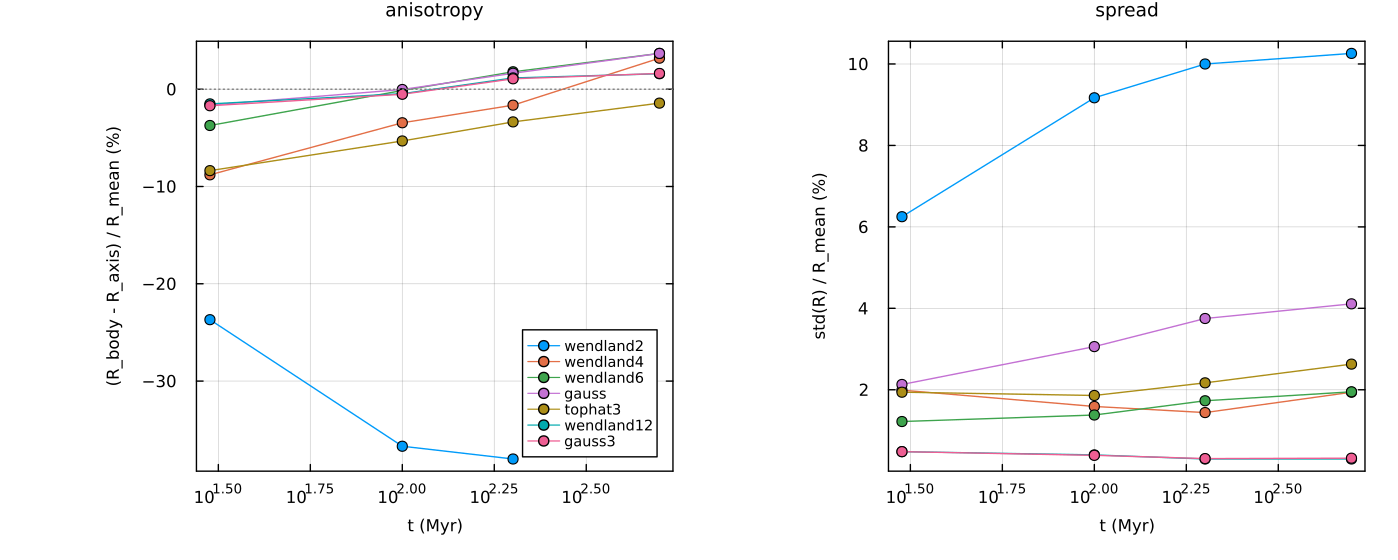 anisotropy
(R_body - R_axis) / R_mean (%)
0
−10
−20
−30
10^1.50
10^1.75
10^2.00
10^2.25
10^2.50
t (Myr)
wendland2
wendland4
wendland6
gauss
tophat3
wendland12
gauss3
spread
std(R) / R_mean (%)
10
8
6
4
2
10^1.50
10^1.75
10^2.00
10^2.25
10^2.50
t (Myr)